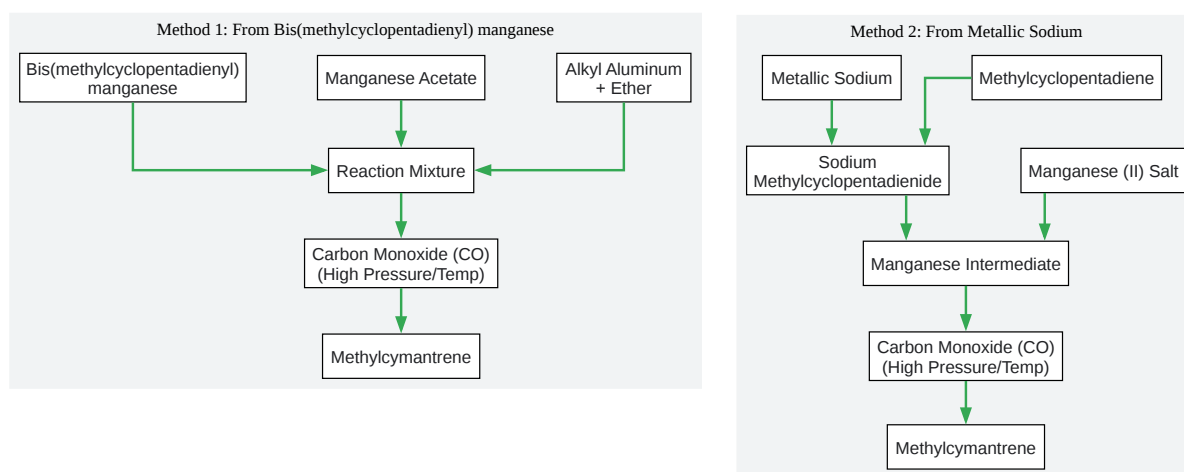 Method 1: From Bis(methylcyclopentadienyl) manganese
Bis(methylcyclopentadienyl)
manganese
Manganese Acetate
Alkyl Aluminum
+ Ether
Reaction Mixture
Carbon Monoxide (CO)
(High Pressure/Temp)
Methylcymantrene
Method 2: From Metallic Sodium
Metallic Sodium
Methylcyclopentadiene
Sodium
Methylcyclopentadienide
Manganese (II) Salt
Manganese Intermediate
Carbon Monoxide (CO)
(High Pressure/Temp)
Methylcymantrene